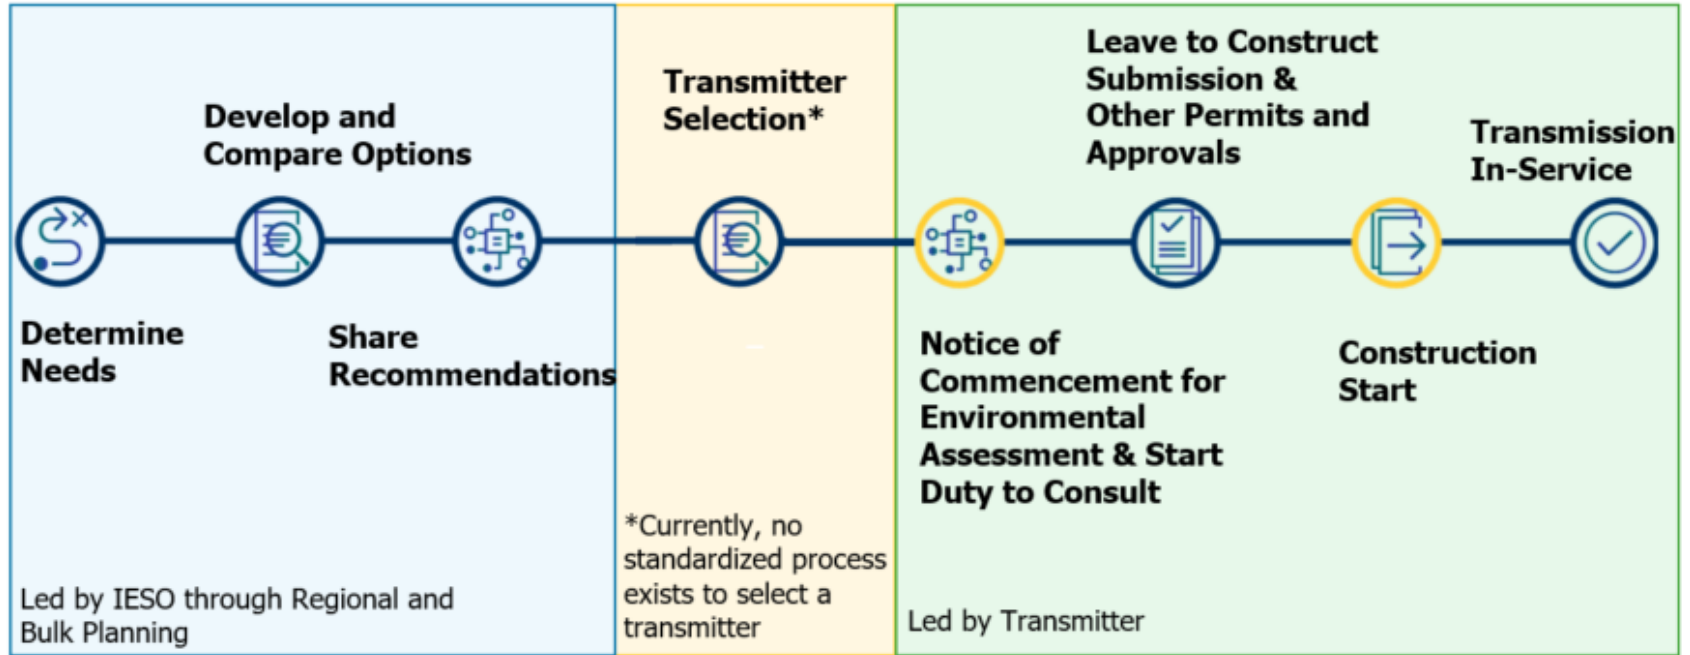 Determine
Needs
Develop and
Compare Options
Share
Recommendations
Led by IESO through Regional and
Bulk Planning
Transmitter
Selection*
*Currently, no
standardized process
exists to select a
transmitter
Notice of
Commencement for
Environmental
Assessment & Start
Duty to Consult
Leave to Construct
Submission &
Other Permits and
Approvals
Construction
Start
Transmission
In-Service
Led by Transmitter